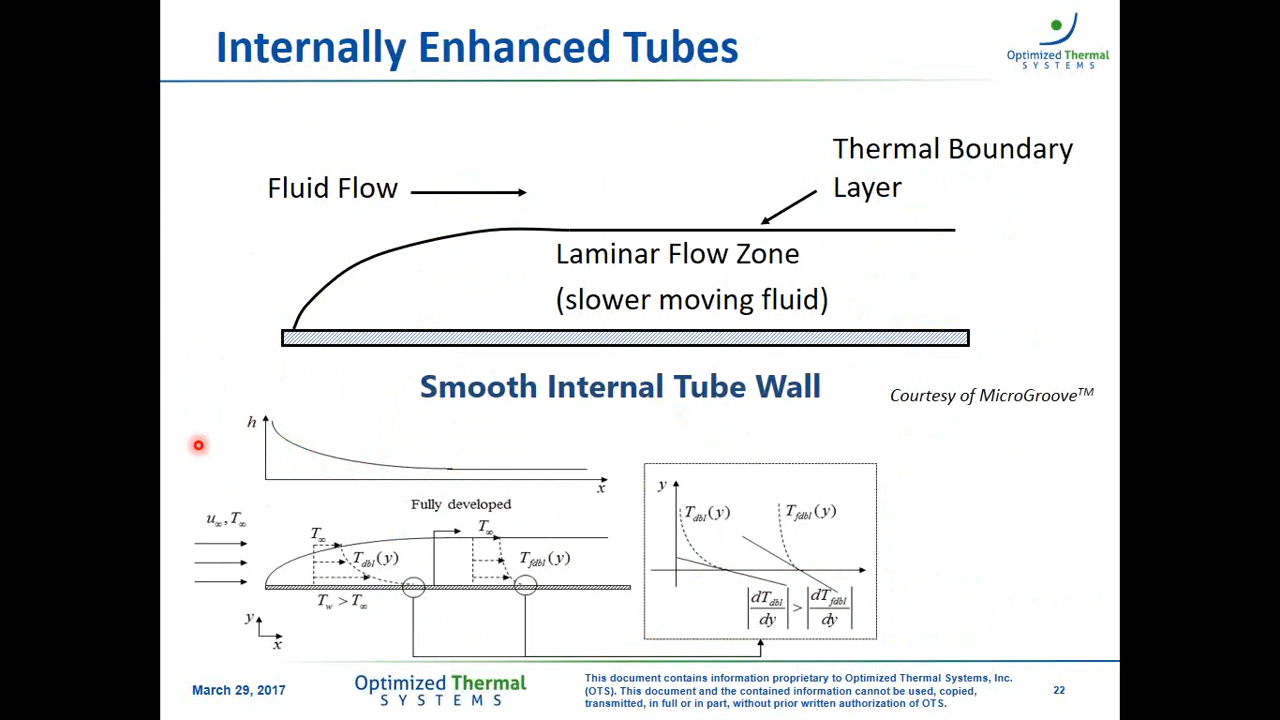 Internally Enhanced Tubes
Optimized Thermal
SYSTEMS
Thermal Boundary
Layer
Fluid Flow
Laminar Flow Zone
(slower moving fluid)
Smooth Internal Tube Wall
Courtesy of MicroGroove™
h
x
Fully developed
u∞, T∞
T∞
T∞
Tdbl(y)
Tfdbl(y)
Tw > T∞
y
x
y
Tdbl(y)
Tfdbl(y)
|dTdbl/dy| > |dTfdbl/dy|
March 29, 2017
Optimized Thermal
SYSTEMS
This document contains information proprietary to Optimized Thermal Systems, Inc.
(OTS). This document and the contained information cannot be used, copied,
transmitted, in full or in part, without prior written authorization of OTS.
22